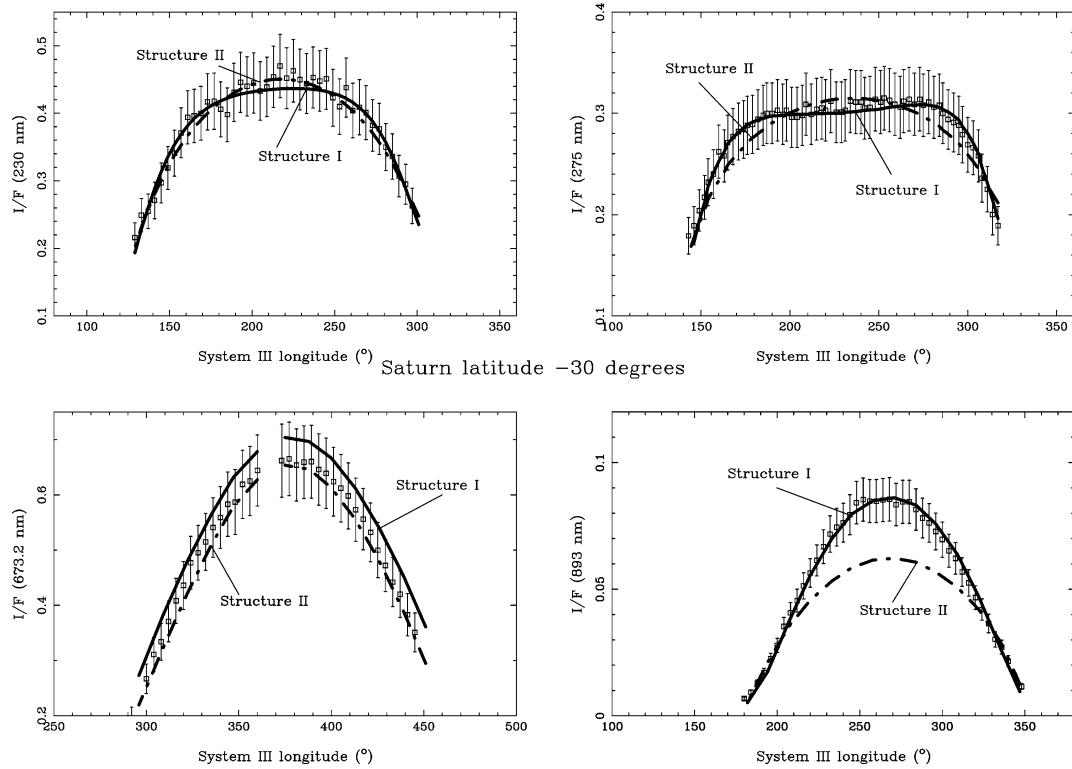 0.5
0.4
0.3
0.2
0.1
I/F (230 nm)
Structure II
Structure I
100 150 200 250 300 350
System III longitude (º)
0.4
0.3
0.2
0.1
I/F (275 nm)
Structure II
Structure I
100 150 200 250 300 350
System III longitude (º)
Saturn latitude −30 degrees
0.6
0.4
0.2
I/F (673.2 nm)
Structure I
Structure II
250 300 350 400 450 500
System III longitude (º)
0.1
0.05
0
I/F (893 nm)
Structure I
Structure II
100 150 200 250 300 350
System III longitude (º)